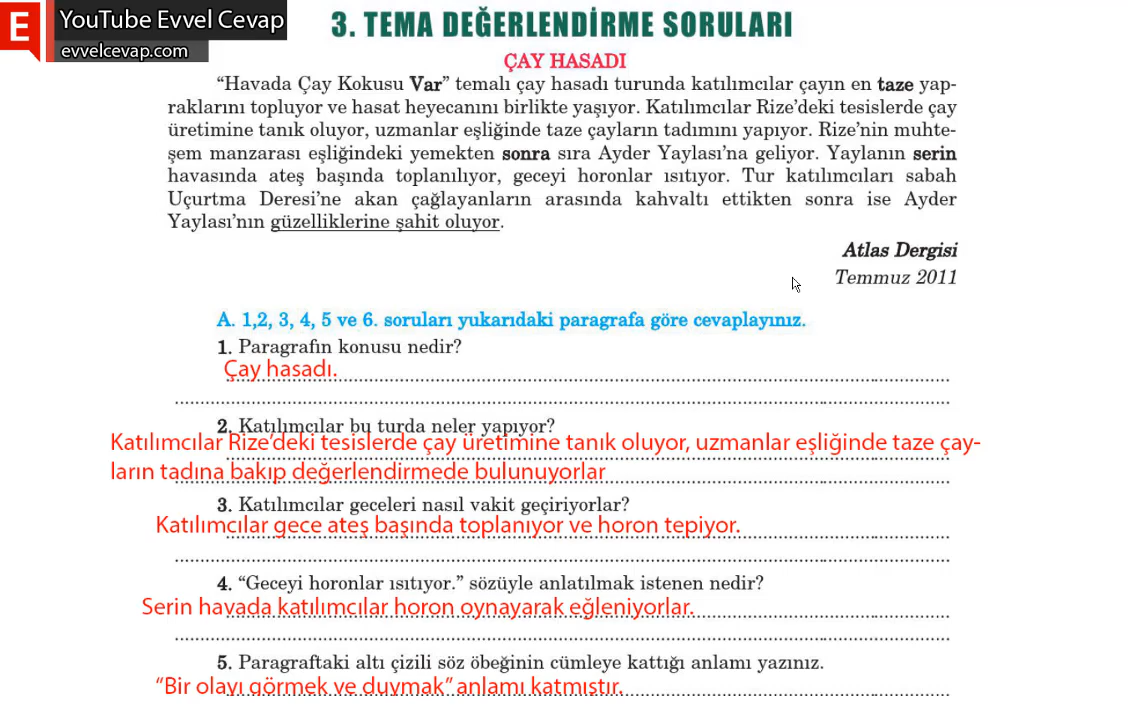 E
YouTube Evvel Cevap
evvelcevap.com
3. TEMA DEĞERLENDİRME SORULARI
ÇAY HASADI
“Havada Çay Kokusu Var” temalı çay hasadı turunda katılımcılar çayın en taze yap-
raklarını topluyor ve hasat heyecanını birlikte yaşıyor. Katılımcılar Rize’deki tesislerde çay
üretimine tanık oluyor, uzmanlar eşliğinde taze çayların tadımını yapıyor. Rize’nin muhte-
şem manzarası eşliğindeki yemekten sonra sıra Ayder Yaylası’na geliyor. Yaylanın serin
havasında ateş başında toplanılıyor, geceyi horonlar ısıtıyor. Tur katılımcıları sabah
Uçurtma Deresi’ne akan çağlayanların arasında kahvaltı ettikten sonra ise Ayder
Yaylası’nın güzelliklerine şahit oluyor.
Atlas Dergisi
Temmuz 2011
A. 1,2, 3, 4, 5 ve 6. soruları yukarıdaki paragrafa göre cevaplayınız.
1. Paragrafın konusu nedir?
Çay hasadı.
2. Katılımcılar bu turda neler yapıyor?
Katılımcılar Rize’deki tesislerde çay üretimine tanık oluyor, uzmanlar eşliğinde taze çay-
ların tadına bakıp değerlendirmede bulunuyorlar
3. Katılımcılar geceleri nasıl vakit geçiriyorlar?
Katılımcılar gece ateş başında toplanıyor ve horon tepiyor.
4. “Geceyi horonlar ısıtıyor.” sözüyle anlatılmak istenen nedir?
Serin havada katılımcılar horon oynayarak eğleniyorlar.
5. Paragraftaki altı çizili söz öbeğinin cümleye kattığı anlamı yazınız.
“Bir olayı görmek ve duymak” anlamı katmıştır.